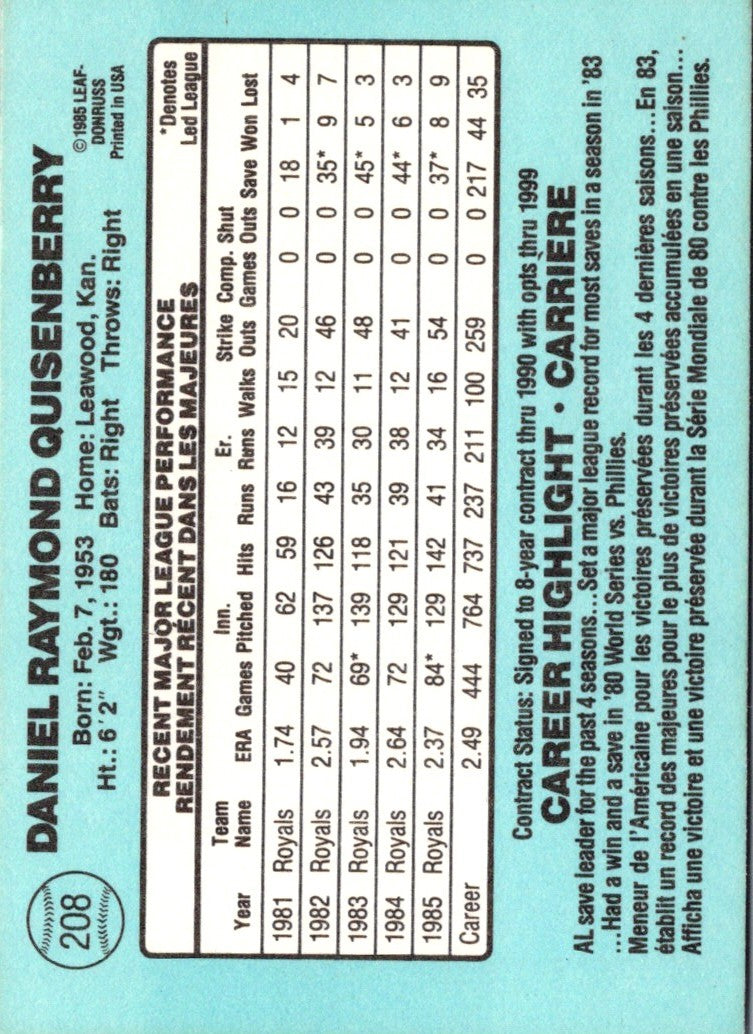 208
DANIEL RAYMOND QUISENBERRY
Born: Feb. 7, 1953 Home: Leawood, Kan.
Ht.: 6'2" Wgt.: 180 Bats: Right Throws: Right
©1985 LEAF-
DONRUSS
Printed in USA
RECENT MAJOR LEAGUE PERFORMANCE
RENDEMENT RÉCENT DANS LES MAJEURES
*Denotes
Led League
Team Inn. Er. Strike Comp. Shut
Year Name ERA Games Pitched Hits Runs Runs Walks Outs Games Outs Save Won Lost
1981 Royals 1.74 40 62 59 16 12 15 20 0 0 18 1 4
1982 Royals 2.57 72 137 126 43 39 12 46 0 0 35* 9 7
1983 Royals 1.94 69* 139 118 35 30 11 48 0 0 45* 5 3
1984 Royals 2.64 72 129 121 39 38 12 41 0 0 44* 6 3
1985 Royals 2.37 84* 129 142 41 34 16 54 0 0 37* 8 9
Career 2.49 444 764 737 237 211 100 259 0 0 217 44 35
Contract Status: Signed to 8-year contract thru 1990 with opts thru 1999
CAREER HIGHLIGHT • CARRIÈRE
AL save leader for the past 4 seasons...Set a major league record for most saves in a season in '83
...Had a win and a save in '80 World Series vs. Phillies.
Meneur de l'Américaine pour les victoires préservées durant les 4 dernières saisons...En 83,
établit un record des majeures pour le plus de victoires préservées accumulées en une saison...
Afficha une victoire et une victoire préservée durant la Série Mondiale de 80 contre les Phillies.